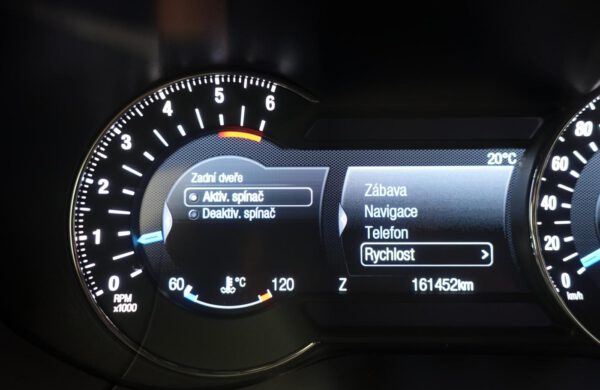 6
5
4
3
2
1
0
RPM
x1000
Zadní dveře
Aktiv. spínač
Deaktiv. spínač
60 °C 120
20°C
Zábava
Navigace
Telefon
Rychlost >
Z 161452km
80
60
40
20
0
km/h